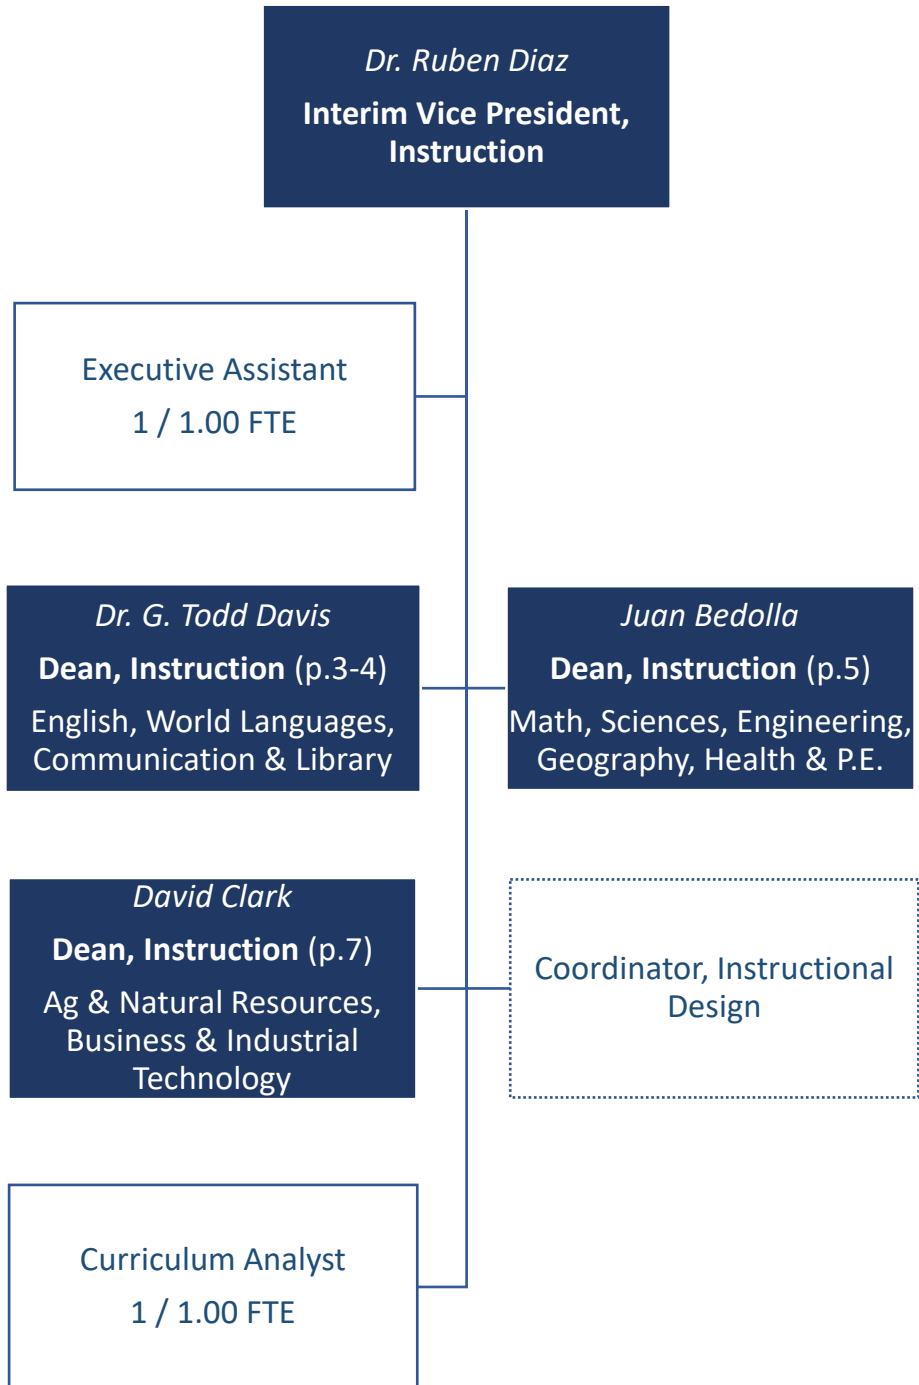 Dr. Ruben Diaz
Interim Vice President,
Instruction
Executive Assistant
1 / 1.00 FTE
Dr. G. Todd Davis
Dean, Instruction (p.3-4)
English, World Languages,
Communication & Library
Juan Bedolla
Dean, Instruction (p.5)
Math, Sciences, Engineering,
Geography, Health & P.E.
David Clark
Dean, Instruction (p.7)
Ag & Natural Resources,
Business & Industrial
Technology
Coordinator, Instructional
Design
Curriculum Analyst
1 / 1.00 FTE